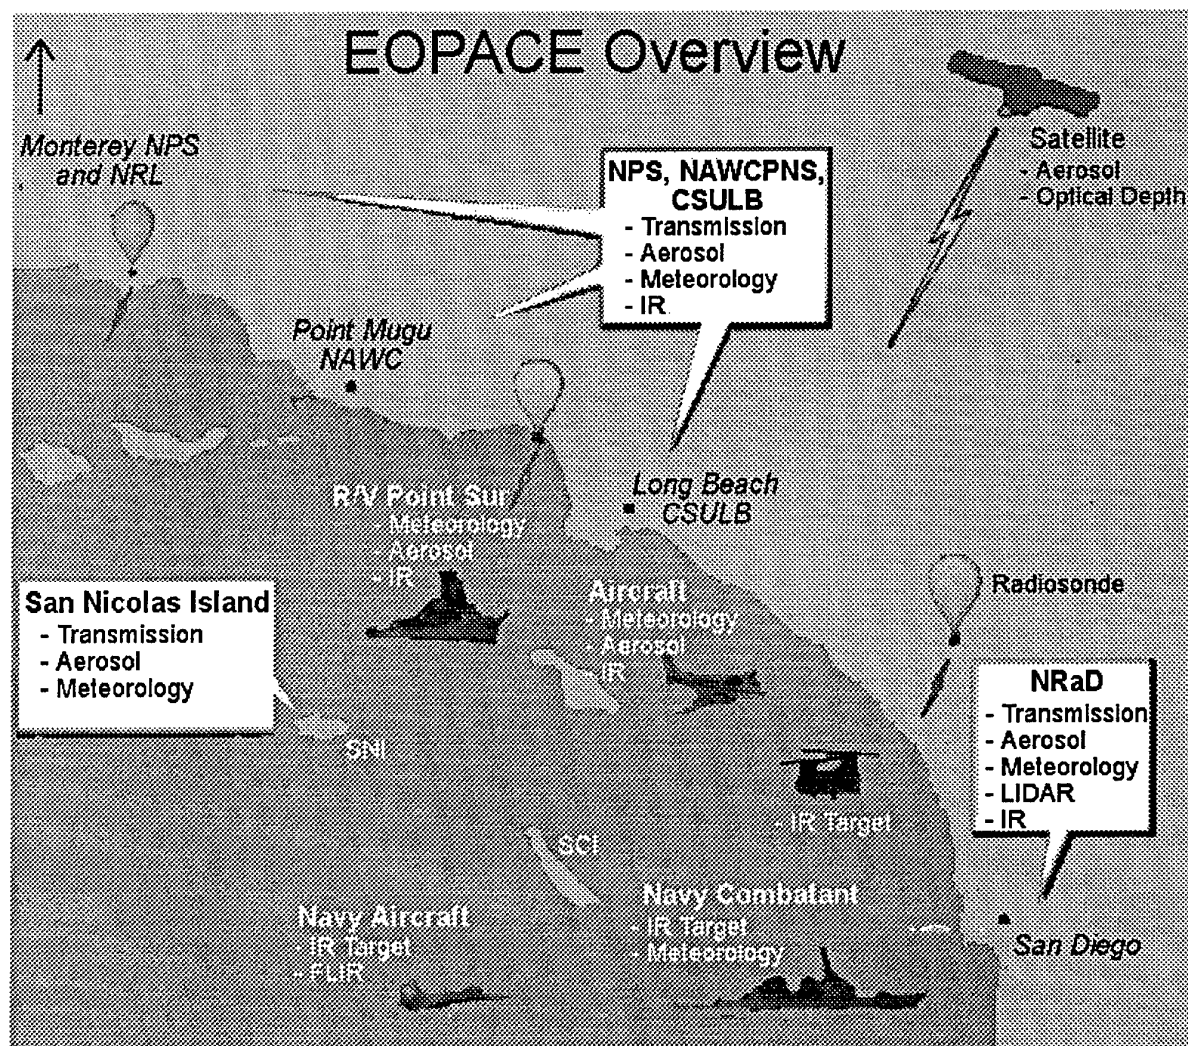 EOPACE Overview
Monterey NPS
and NRL
Satellite
- Aerosol
- Optical Depth
NPS, NAWCPNS,
CSULB
- Transmission
- Aerosol
- Meteorology
- IR
Point Mugu
NAWC
R/V Point Sur
- Meteorology
- Aerosol
- IR
Long Beach
CSULB
Radiosonde
San Nicolas Island
- Transmission
- Aerosol
- Meteorology
Aircraft
- Meteorology
- Aerosol
- IR
SNI
NRaD
- Transmission
- Aerosol
- Meteorology
- LIDAR
- IR
- IR Target
SCI
Navy Aircraft
- IR Target
- FLIR
Navy Combatant
- IR Target
- Meteorology
San Diego